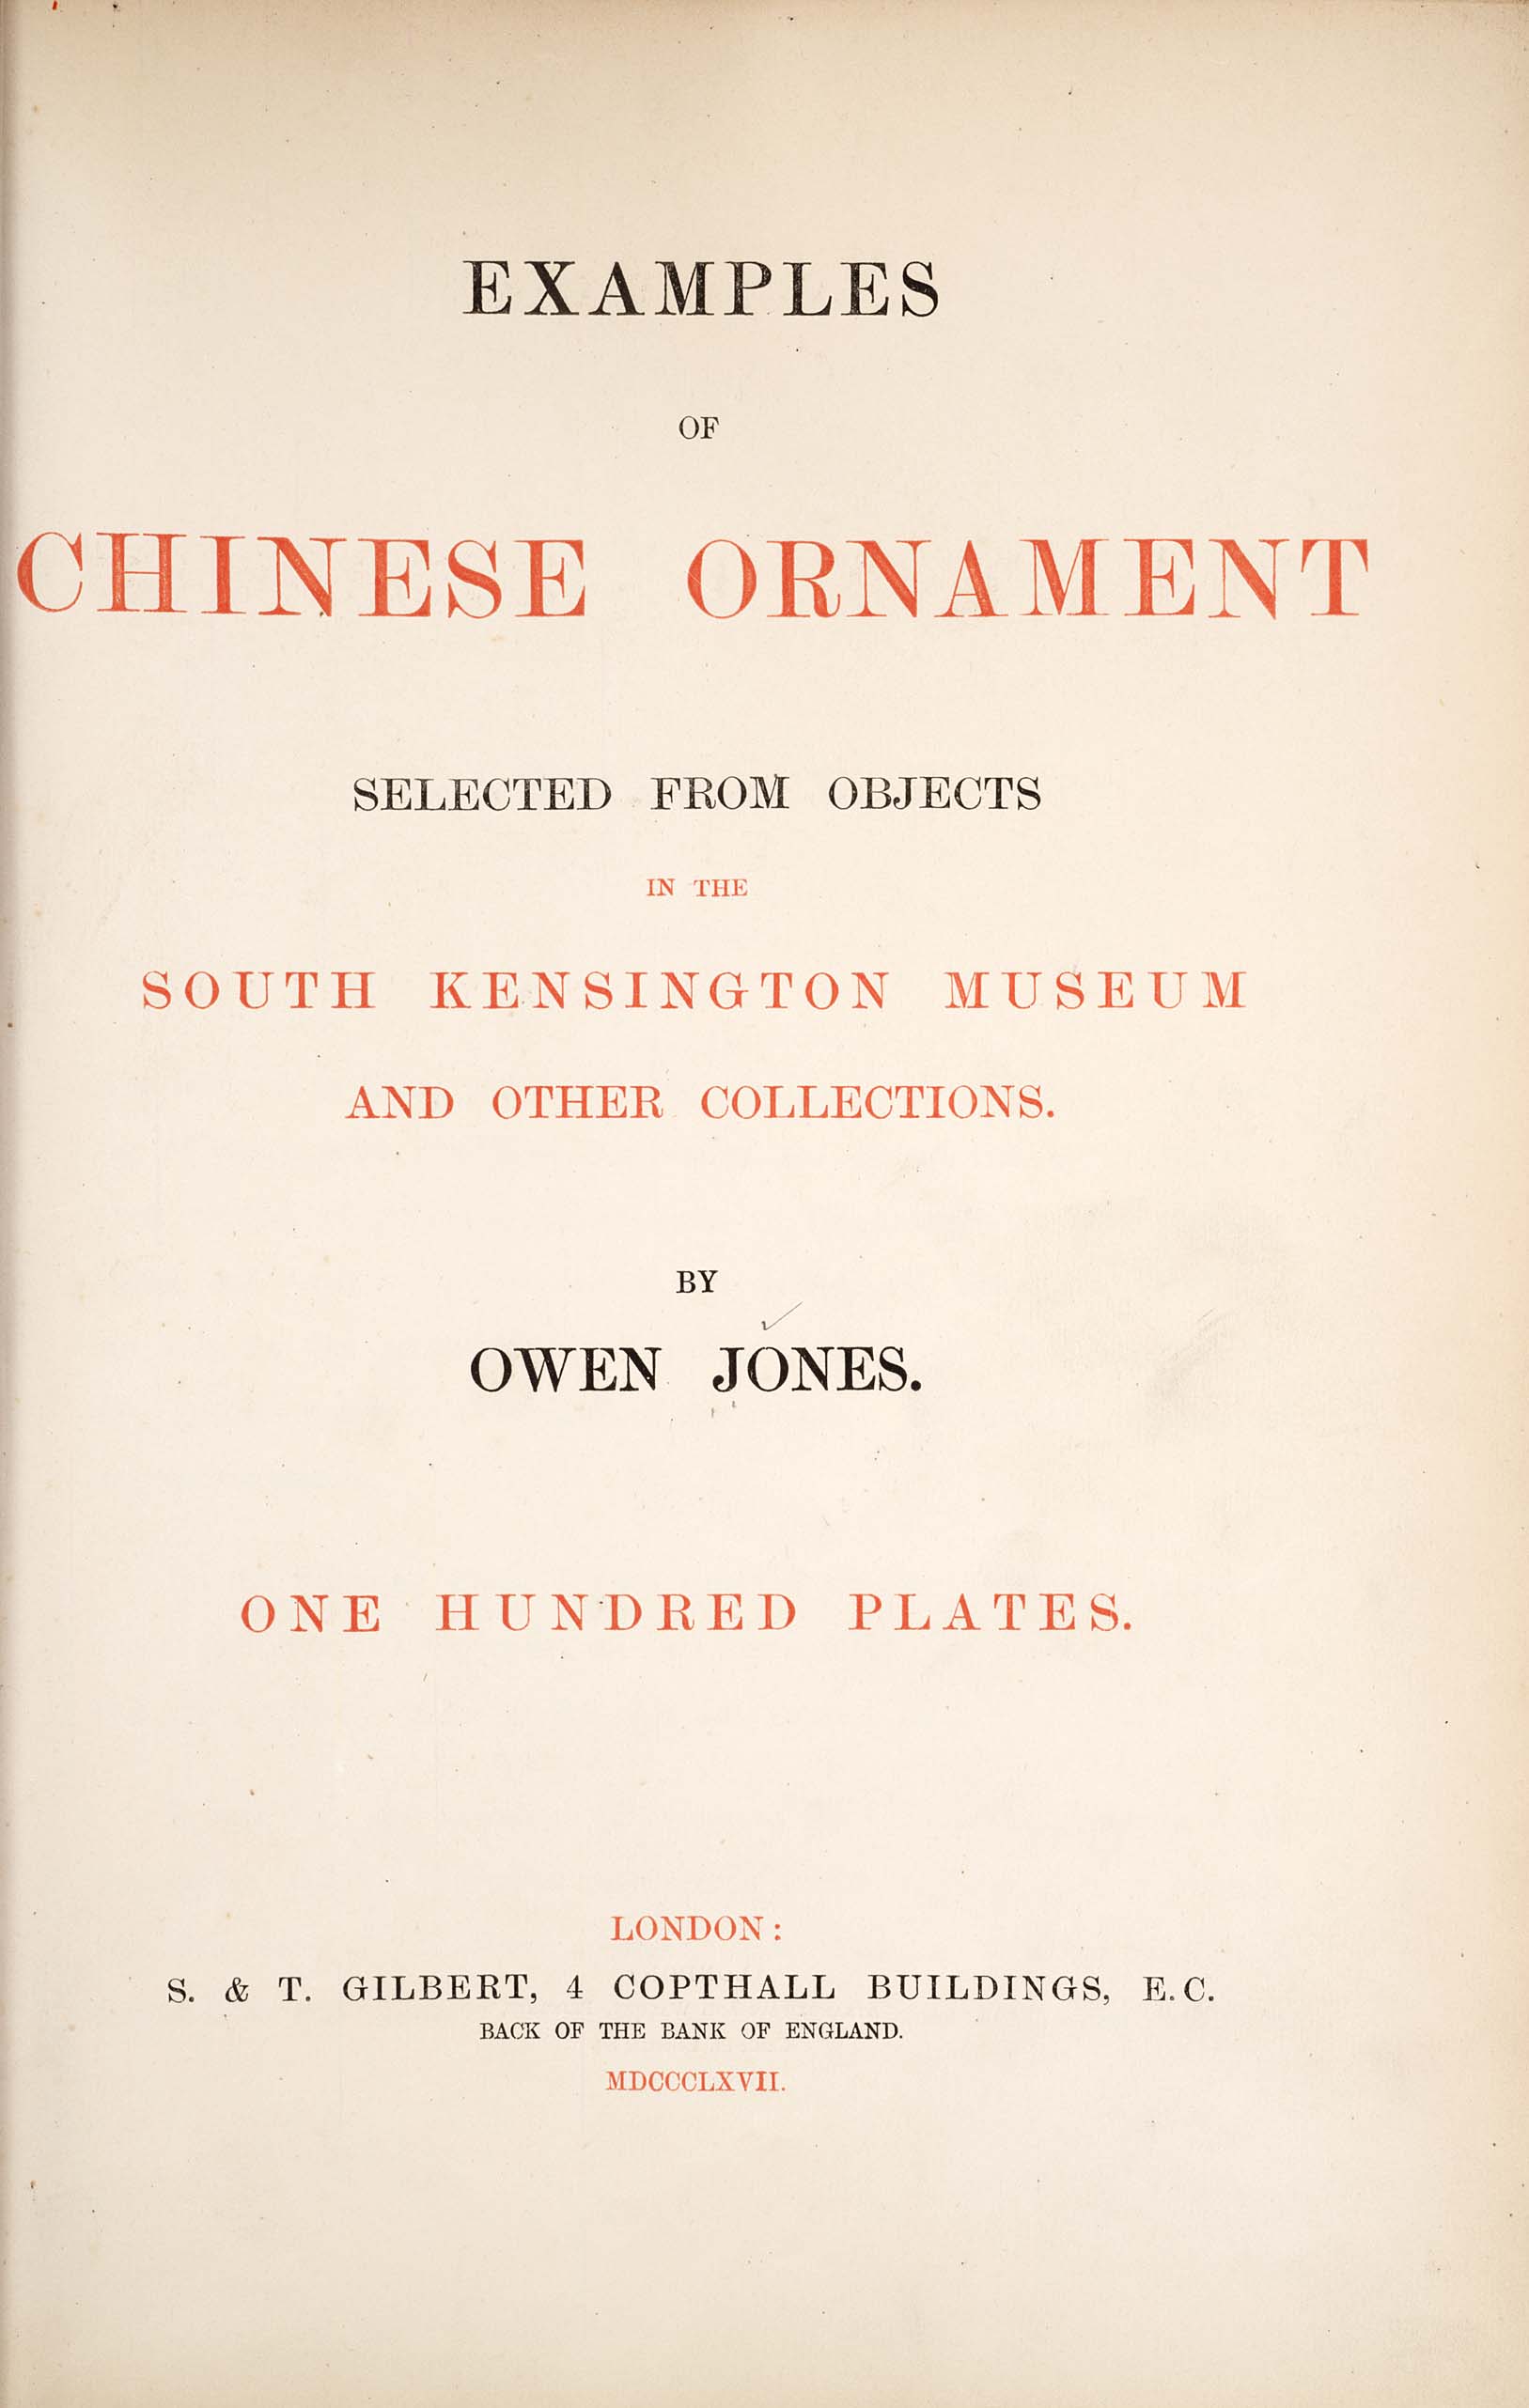 EXAMPLES
OF
CHINESE ORNAMENT
SELECTED FROM OBJECTS
IN THE
SOUTH KENSINGTON MUSEUM
AND OTHER COLLECTIONS.
BY
OWEN JONES.
ONE HUNDRED PLATES.
LONDON:
S. & T. GILBERT, 4 COPTHALL BUILDINGS, E.C.
BACK OF THE BANK OF ENGLAND.
MDCCCLXVII.